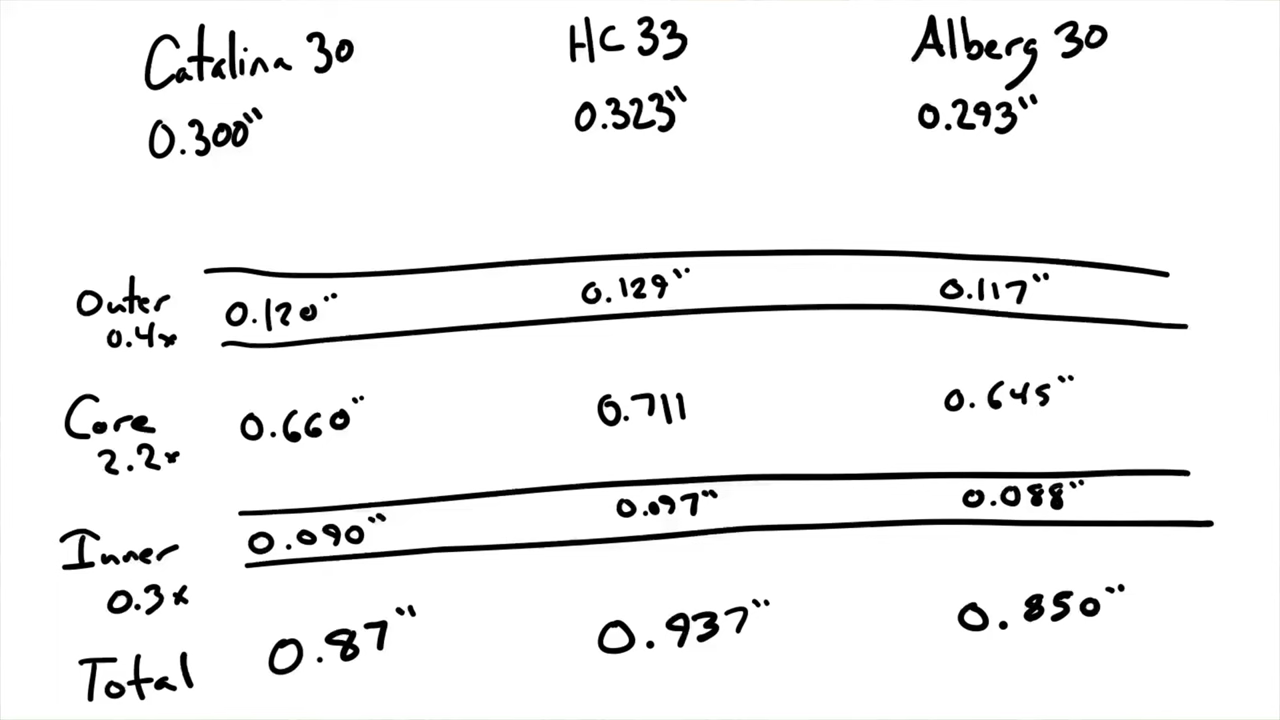 Catalina 30 HC 33 Alberg 30
0.300" 0.323" 0.293"
Outer 0.120" 0.129" 0.117"
0.4x
Core 0.660" 0.711 0.645"
2.2x
Inner 0.090" 0.097" 0.088"
0.3x
Total 0.87" 0.937" 0.850"